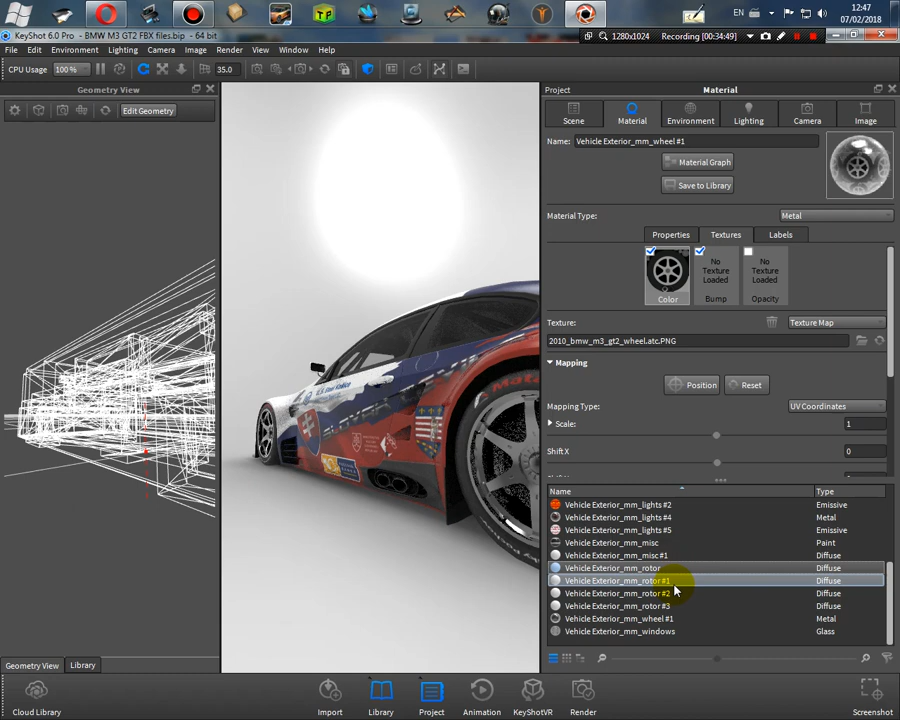 EN
12:47
07/02/2018
KeyShot 6.0 Pro - BMW M3 GT2 FBX files.bip - 1280x1024
1280x1024 Recording [00:34:49]
File Edit Environment Lighting Camera Image Render View Window Help
CPU Usage 100 % 35.0
Geometry View
Edit Geometry
Project Material
Scene Material Environment Lighting Camera Image
Name: Vehicle Exterior_mm_wheel #1
Material Graph
Save to Library
Material Type: Metal
Properties Textures Labels
No Texture Loaded
No Texture Loaded
Color Bump Opacity
Texture: Texture Map
2010_bmw_m3_gt2_wheel.atc.PNG
Mapping
Position Reset
Mapping Type: UV Coordinates
Scale: 1
Shift X 0
Name Type
Vehicle Exterior_mm_lights #2 Emissive
Vehicle Exterior_mm_lights #4 Metal
Vehicle Exterior_mm_lights #5 Emissive
Vehicle Exterior_mm_misc Paint
Vehicle Exterior_mm_misc #1 Diffuse
Vehicle Exterior_mm_rotor Diffuse
Vehicle Exterior_mm_rotor #1 Diffuse
Vehicle Exterior_mm_rotor #2 Diffuse
Vehicle Exterior_mm_rotor #3 Diffuse
Vehicle Exterior_mm_wheel #1 Metal
Vehicle Exterior_mm_windows Glass
Geometry View Library
Cloud Library Import Library Project Animation KeyShotVR Render Screenshot